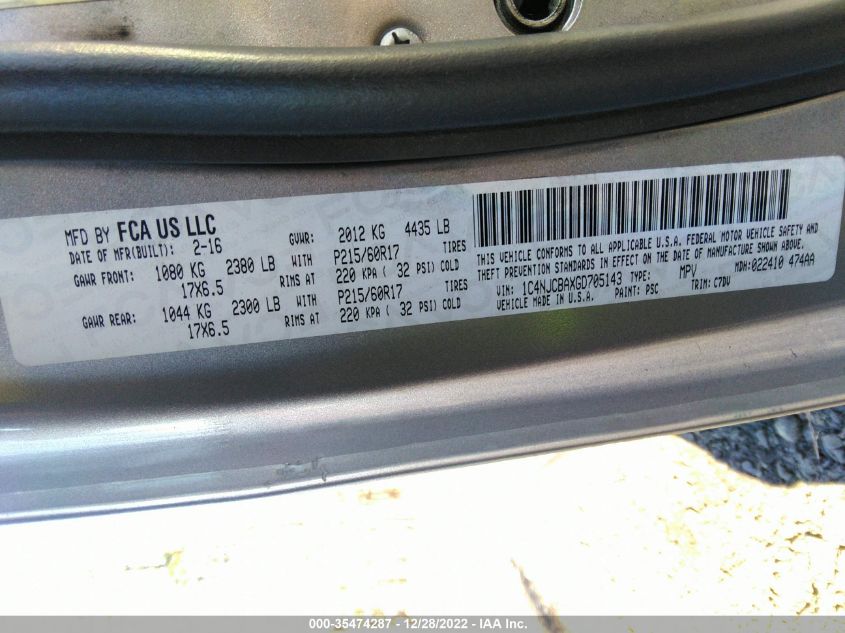 MFD BY FCA US LLC
DATE OF MFR(BUILT): 2-16 GVWR: 2012 KG 4435 LB
GAWR FRONT: 1080 KG 2380 LB WITH P215/60R17 TIRES
17X6.5 RIMS AT 220 KPA ( 32 PSI) COLD
GAWR REAR: 1044 KG 2300 LB WITH P215/60R17 TIRES
17X6.5 RIMS AT 220 KPA ( 32 PSI) COLD
THIS VEHICLE CONFORMS TO ALL APPLICABLE U.S.A. FEDERAL MOTOR VEHICLE SAFETY AND
THEFT PREVENTION STANDARDS IN EFFECT ON THE DATE OF MANUFACTURE SHOWN ABOVE
VIN: 1C4NJCBAXGD705143 TYPE: MPV MDH:022410 474AA
VEHICLE MADE IN U.S.A. PAINT: PSC TRIM: C7DV
000-35474287 - 12/28/2022 - IAA Inc.